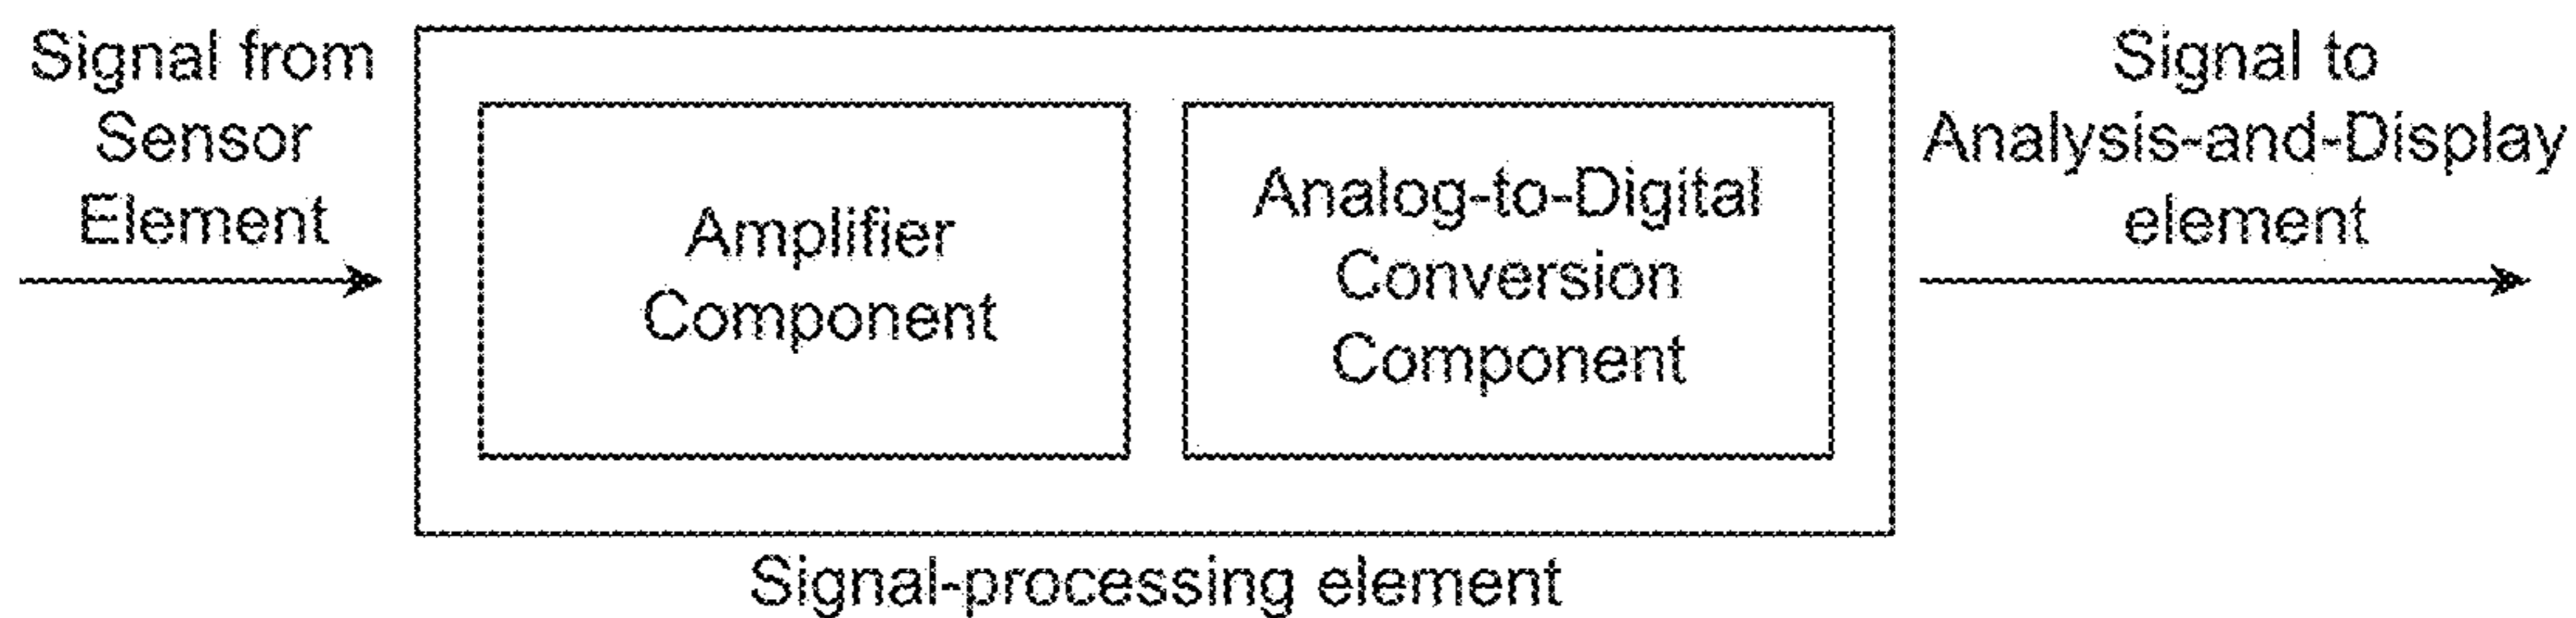 Signal from
Sensor
Element
Amplifier
Component
Analog-to-Digital
Conversion
Component
Signal to
Analysis-and-Display
element
Signal-processing element